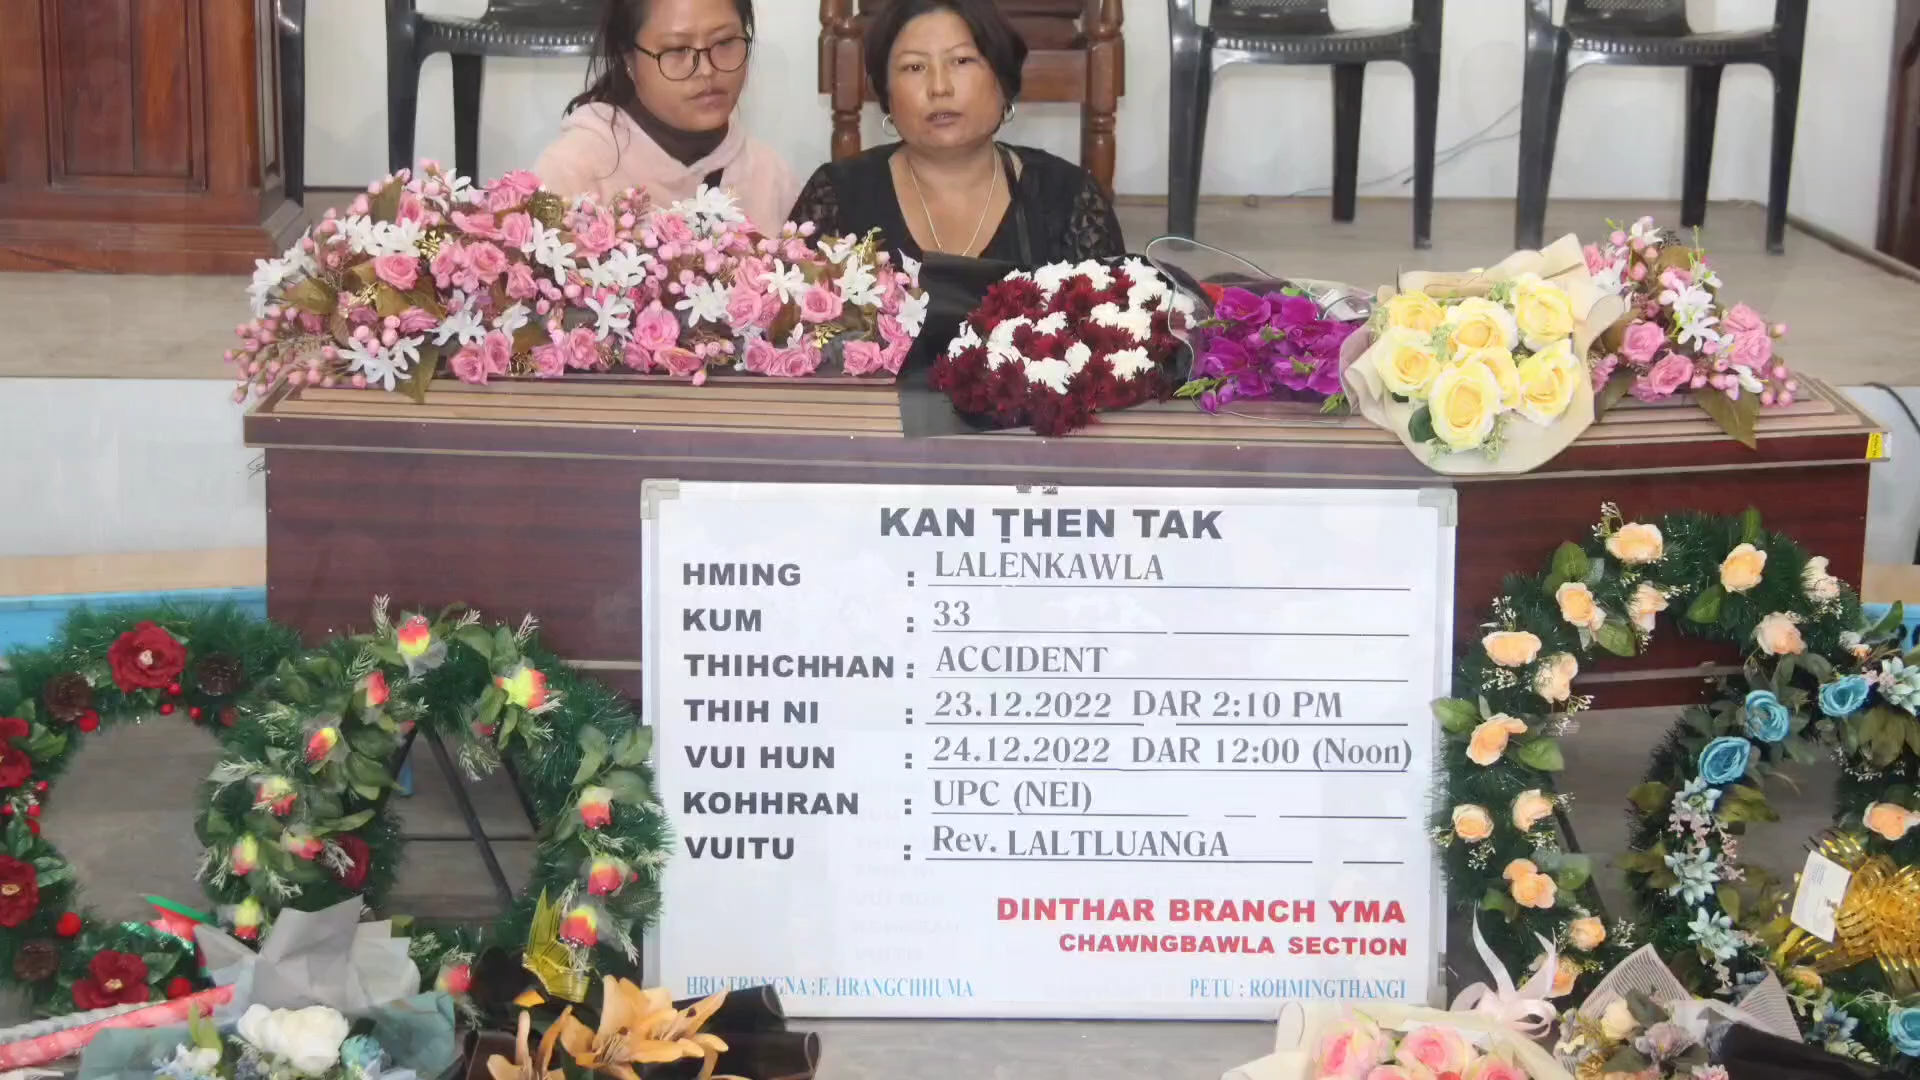 KAN ṬHEN TAK
HMING : LALENKAWLA
KUM : 33
THIHCHHAN : ACCIDENT
THIH NI : 23.12.2022 DAR 2:10 PM
VUI HUN : 24.12.2022 DAR 12:00 (Noon)
KOHHRAN : UPC (NEI)
VUITU : Rev. LALTLUANGA
DINTHAR BRANCH YMA
CHAWNGBAWLA SECTION
HRIATRENGNA : F. HRANGCHHUMA PETU : ROHMINGTHANGI